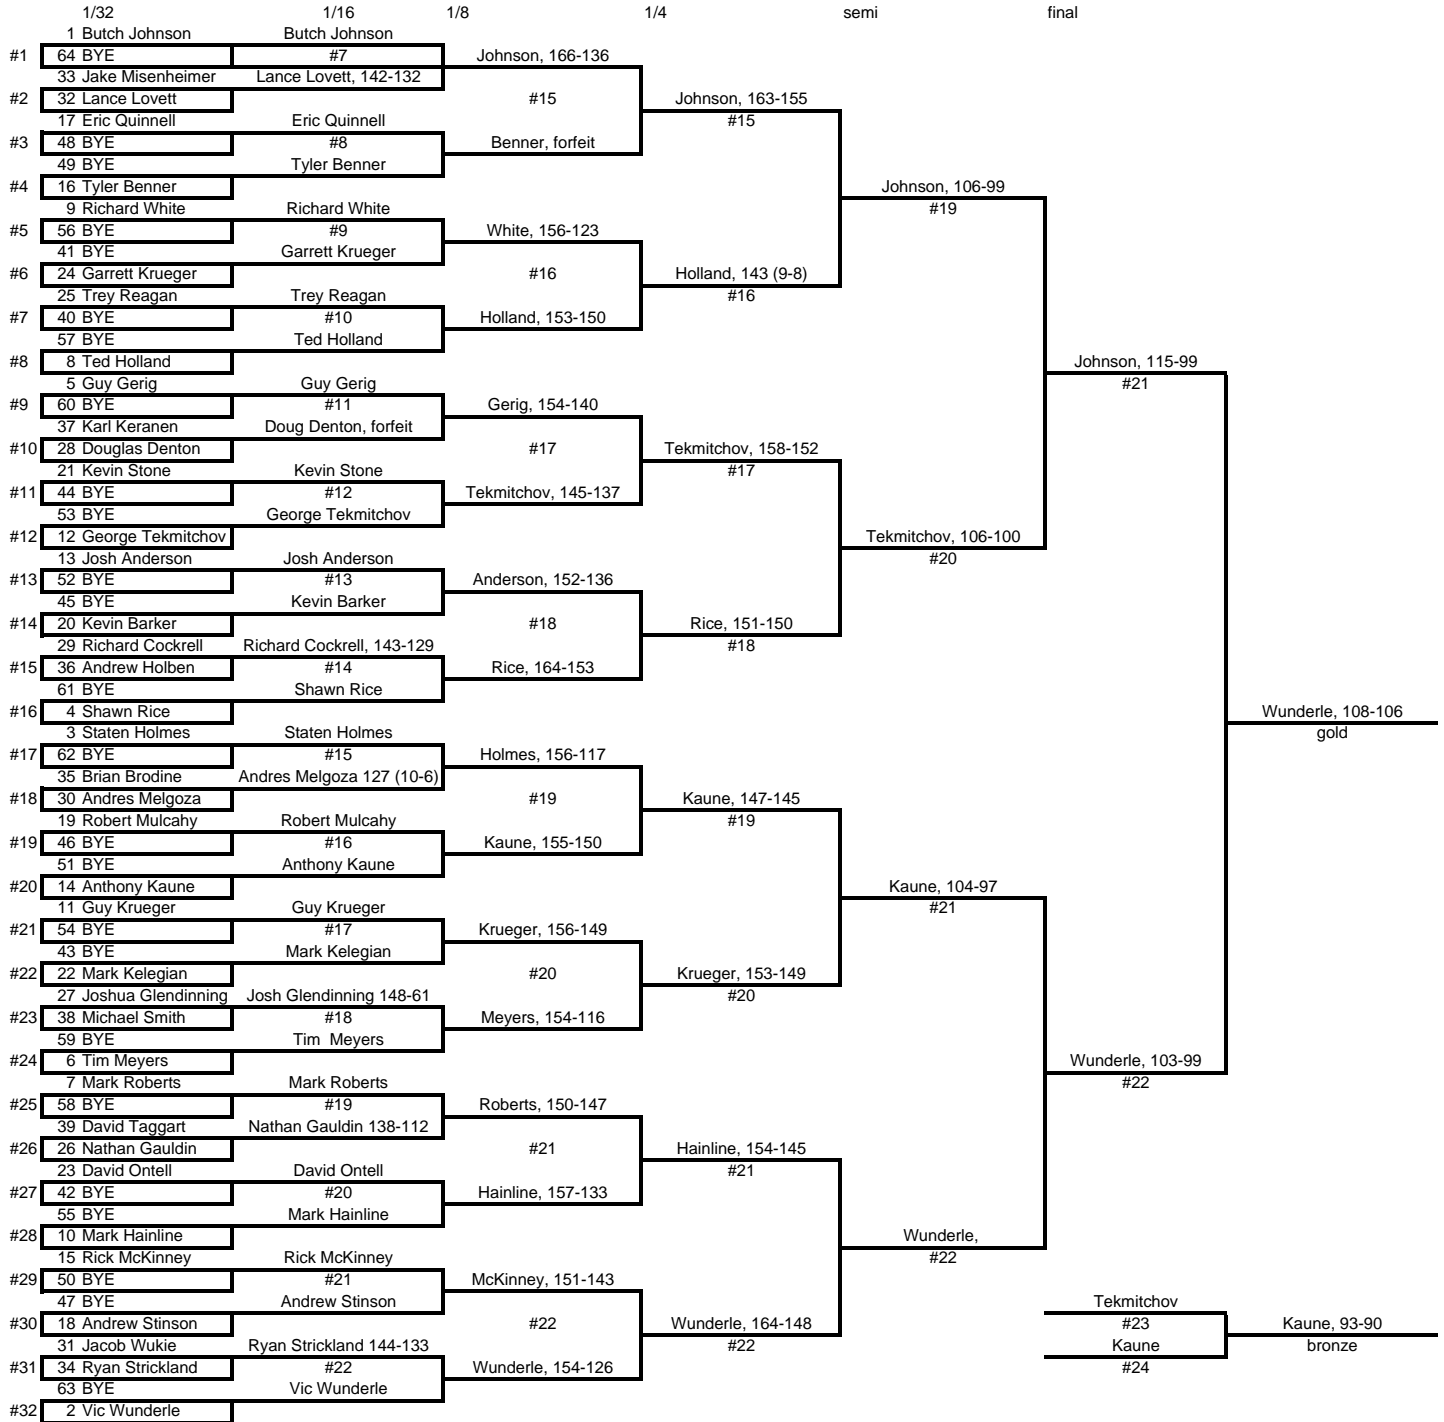 1/32 1/16 1/8 1/4 semi final
1 Butch Johnson Butch Johnson
#1 64 BYE #7 Johnson, 166-136
33 Jake Misenheimer Lance Lovett, 142-132
#2 32 Lance Lovett #15 Johnson, 163-155
17 Eric Quinnell Eric Quinnell #15
#3 48 BYE #8 Benner, forfeit
49 BYE Tyler Benner
#4 16 Tyler Benner Johnson, 106-99
9 Richard White Richard White #19
#5 56 BYE #9 White, 156-123
41 BYE Garrett Krueger
#6 24 Garrett Krueger #16 Holland, 143 (9-8)
25 Trey Reagan Trey Reagan #16
#7 40 BYE #10 Holland, 153-150
57 BYE Ted Holland
#8 8 Ted Holland Johnson, 115-99
5 Guy Gerig Guy Gerig #21
#9 60 BYE #11 Gerig, 154-140
37 Karl Keranen Doug Denton, forfeit
#10 28 Douglas Denton #17 Tekmitchov, 158-152
21 Kevin Stone Kevin Stone #17
#11 44 BYE #12 Tekmitchov, 145-137
53 BYE George Tekmitchov
#12 12 George Tekmitchov Tekmitchov, 106-100
13 Josh Anderson Josh Anderson #20
#13 52 BYE #13 Anderson, 152-136
45 BYE Kevin Barker
#14 20 Kevin Barker #18 Rice, 151-150
29 Richard Cockrell Richard Cockrell, 143-129 #18
#15 36 Andrew Holben #14 Rice, 164-153
61 BYE Shawn Rice
#16 4 Shawn Rice Wunderle, 108-106
3 Staten Holmes Staten Holmes gold
#17 62 BYE #15 Holmes, 156-117
35 Brian Brodine Andres Melgoza 127 (10-6)
#18 30 Andres Melgoza #19 Kaune, 147-145
19 Robert Mulcahy Robert Mulcahy #19
#19 46 BYE #16 Kaune, 155-150
51 BYE Anthony Kaune
#20 14 Anthony Kaune Kaune, 104-97
11 Guy Krueger Guy Krueger #21
#21 54 BYE #17 Krueger, 156-149
43 BYE Mark Kelegian
#22 22 Mark Kelegian #20 Krueger, 153-149
27 Joshua Glendinning Josh Glendinning 148-61 #20
#23 38 Michael Smith #18 Meyers, 154-116
59 BYE Tim Meyers
#24 6 Tim Meyers Wunderle, 103-99
7 Mark Roberts Mark Roberts #22
#25 58 BYE #19 Roberts, 150-147
39 David Taggart Nathan Gauldin 138-112
#26 26 Nathan Gauldin #21 Hainline, 154-145
23 David Ontell David Ontell #21
#27 42 BYE #20 Hainline, 157-133
55 BYE Mark Hainline
#28 10 Mark Hainline Wunderle,
15 Rick McKinney Rick McKinney #22
#29 50 BYE #21 McKinney, 151-143
47 BYE Andrew Stinson Tekmitchov
#30 18 Andrew Stinson #22 Wunderle, 164-148 #23 Kaune, 93-90
31 Jacob Wukie Ryan Strickland 144-133 #22 Kaune bronze
#31 34 Ryan Strickland #22 Wunderle, 154-126 #24
63 BYE Vic Wunderle
#32 2 Vic Wunderle